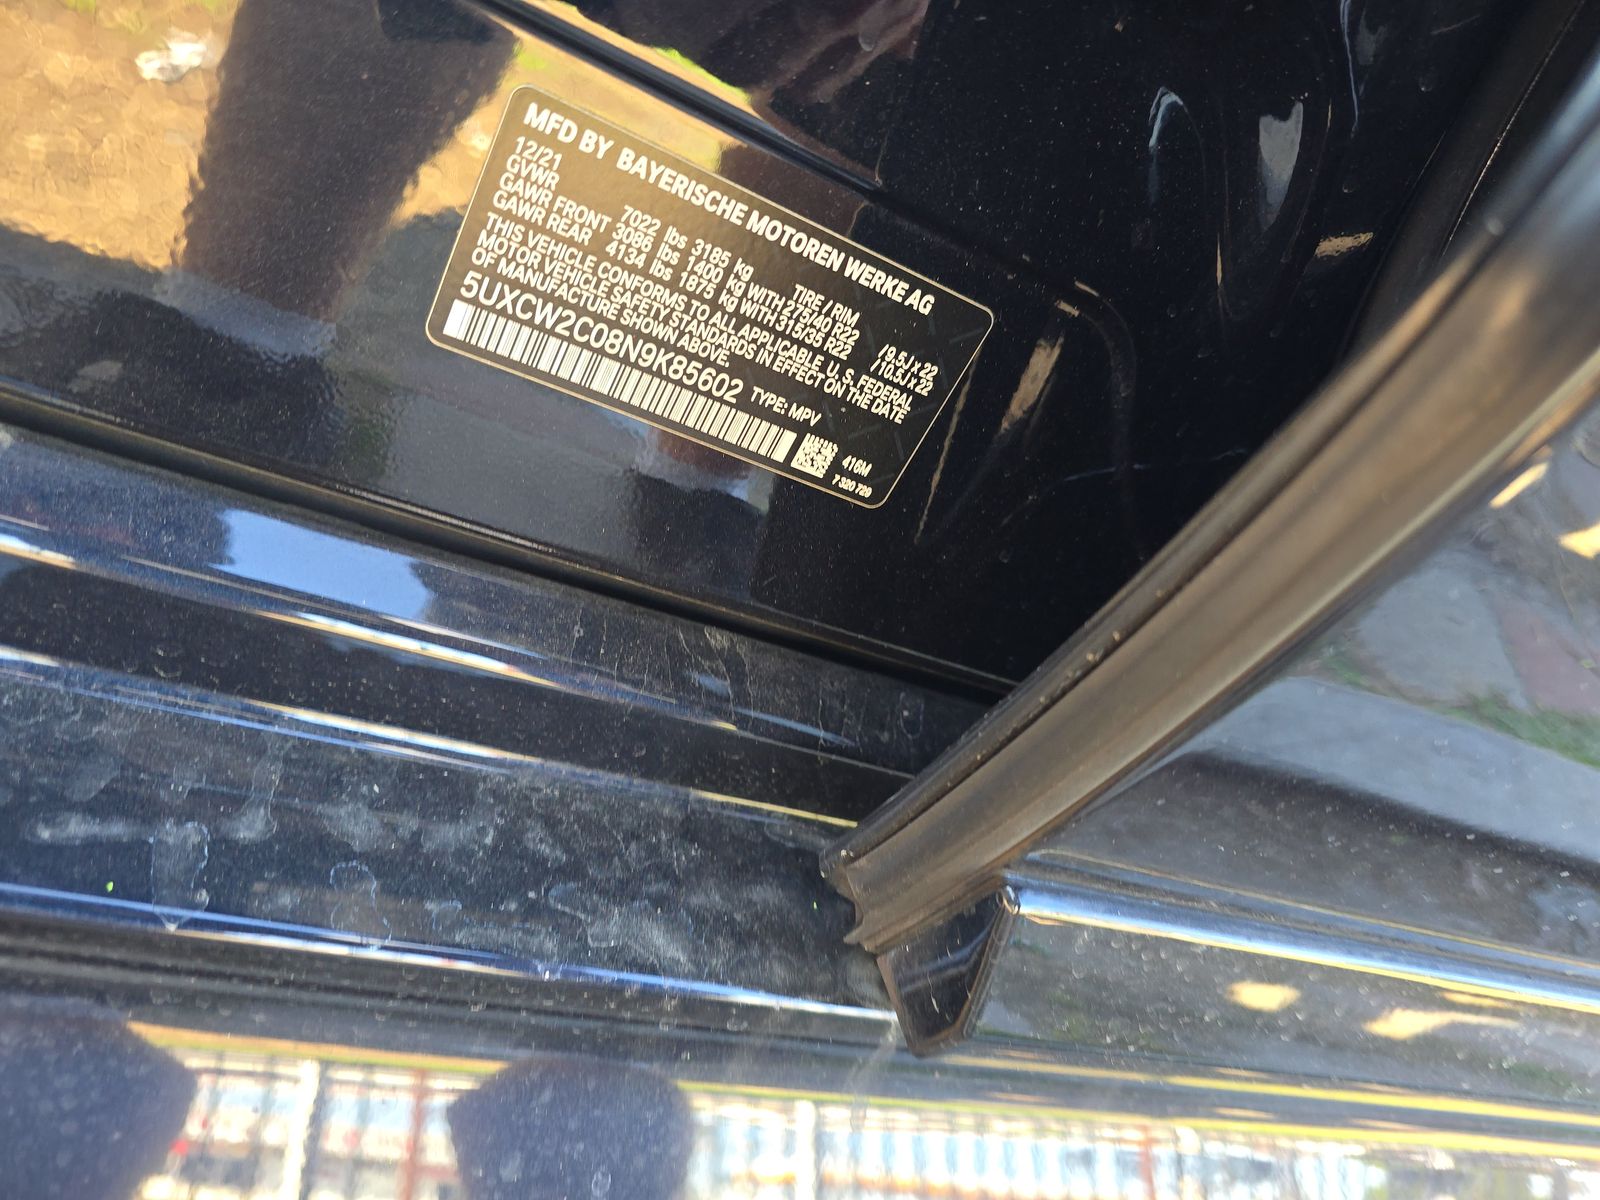 MFD BY BAYERISCHE MOTOREN WERKE AG
12/21 TIRE / RIM
GVWR 7022 lbs 3185 kg
GAWR FRONT 3086 lbs 1400 kg WITH 275/40 R22 /9.5J x 22
GAWR REAR 4134 lbs 1875 kg WITH 315/35 R22 /10.5J x 22
THIS VEHICLE CONFORMS TO ALL APPLICABLE U. S. FEDERAL
MOTOR VEHICLE SAFETY STANDARDS IN EFFECT ON THE DATE
OF MANUFACTURE SHOWN ABOVE.
5UXCW2C08N9K85602 TYPE: MPV
416M
7 320 729